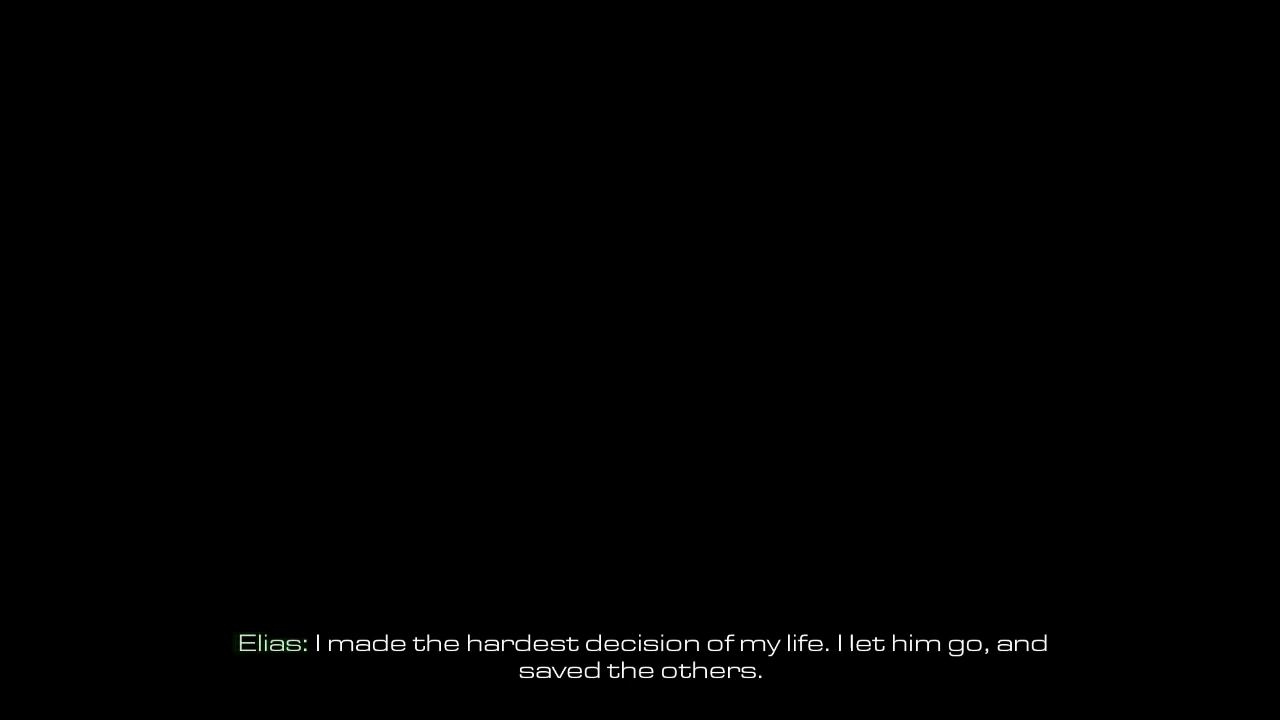 Elias: I made the hardest decision of my life. I let him go, and
saved the others.